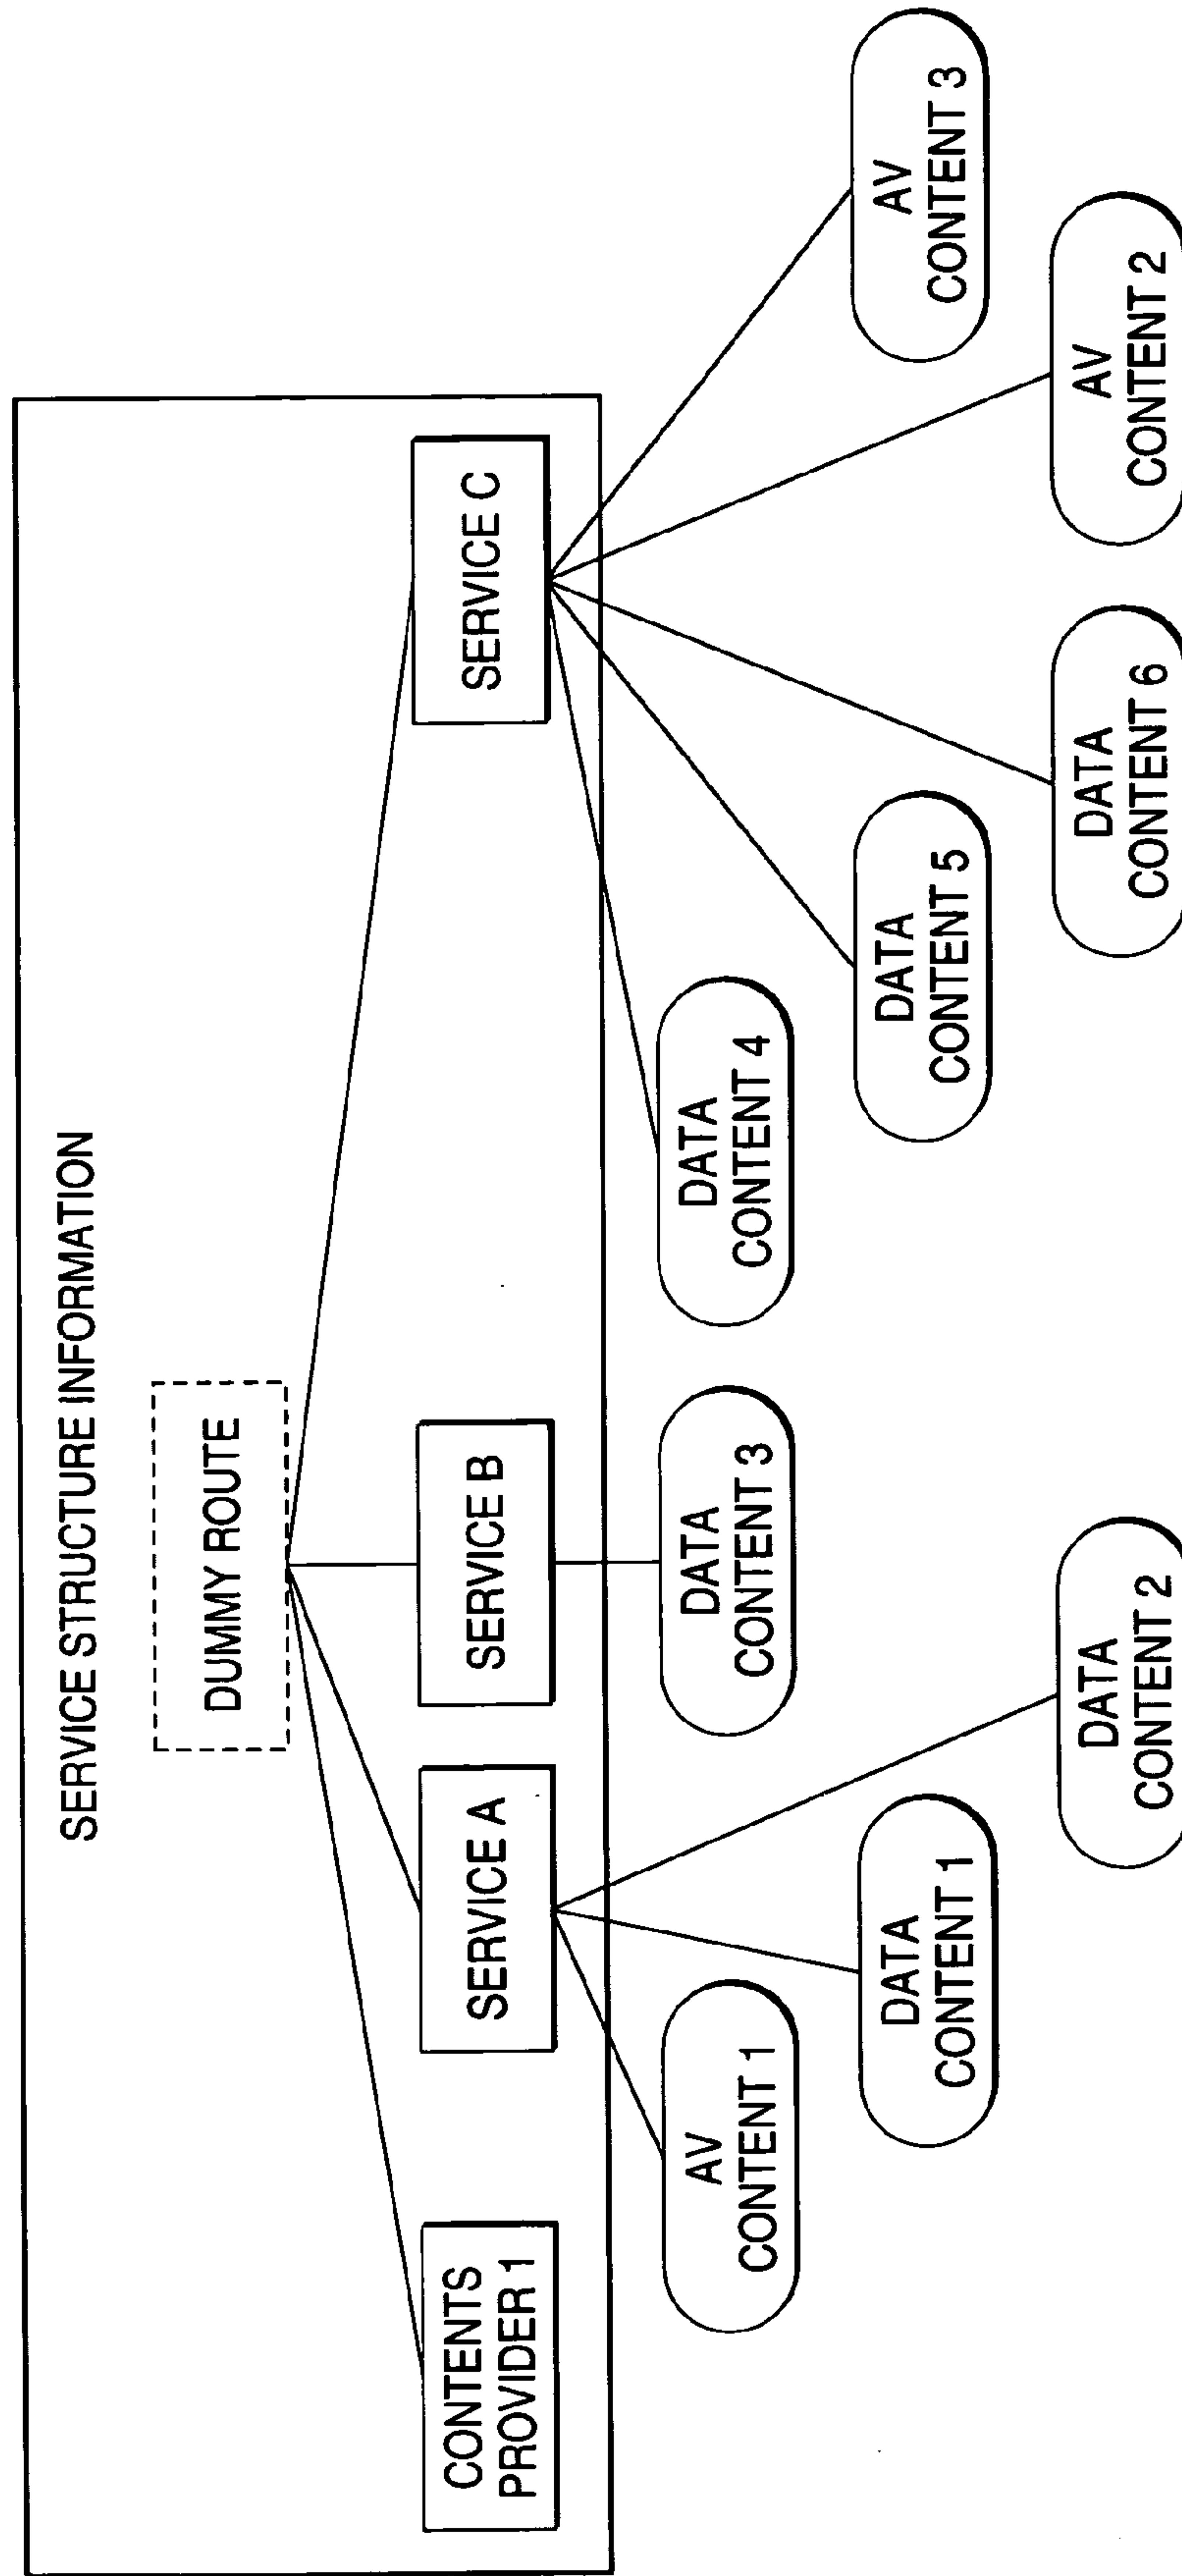 SERVICE STRUCTURE INFORMATION
DUMMY ROUTE
CONTENTS
PROVIDER 1
SERVICE A
SERVICE B
SERVICE C
AV
CONTENT 1
DATA
CONTENT 1
DATA
CONTENT 2
DATA
CONTENT 3
DATA
CONTENT 4
DATA
CONTENT 5
DATA
CONTENT 6
AV
CONTENT 2
AV
CONTENT 3